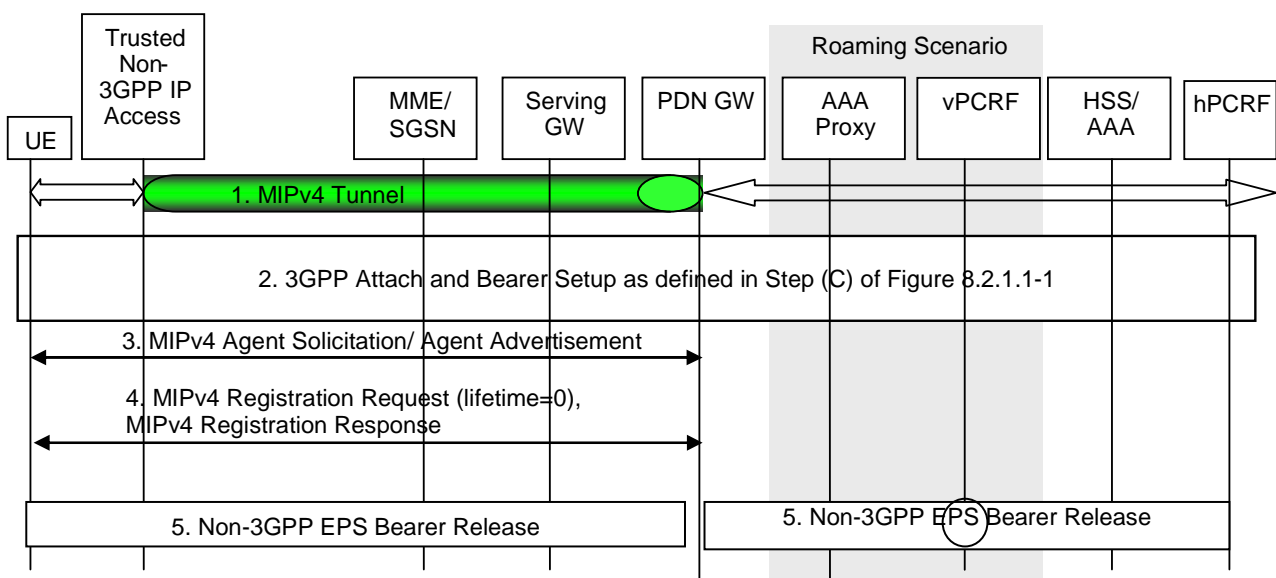 Roaming Scenario
Trusted
Non-
3GPP IP
Access
UE
MME/
SGSN
Serving
GW
PDN GW
AAA
Proxy
vPCRF
HSS/
AAA
hPCRF
1. MIPv4 Tunnel
2. 3GPP Attach and Bearer Setup as defined in Step (C) of Figure 8.2.1.1-1
3. MIPv4 Agent Solicitation/ Agent Advertisement
4. MIPv4 Registration Request (lifetime=0),
MIPv4 Registration Response
5. Non-3GPP EPS Bearer Release
5. Non-3GPP EPS Bearer Release